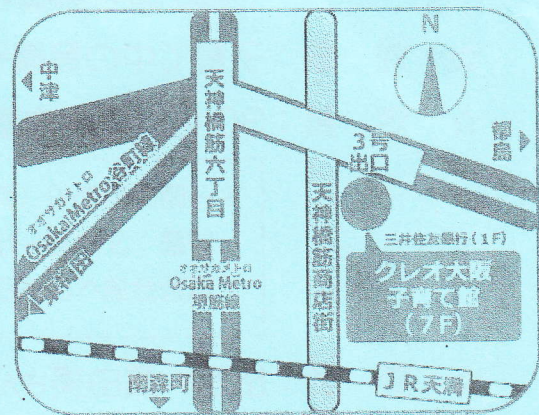 N
中津
天神橋筋六丁目
3号
出口
都島
オオサカメトロ
Osaka Metro谷町線
東梅田
オオサカメトロ
Osaka Metro
堺筋線
天神橋筋商店街
三井住友銀行(1F)
クレオ大阪
子育て館
(7F)
JR天満
南森町